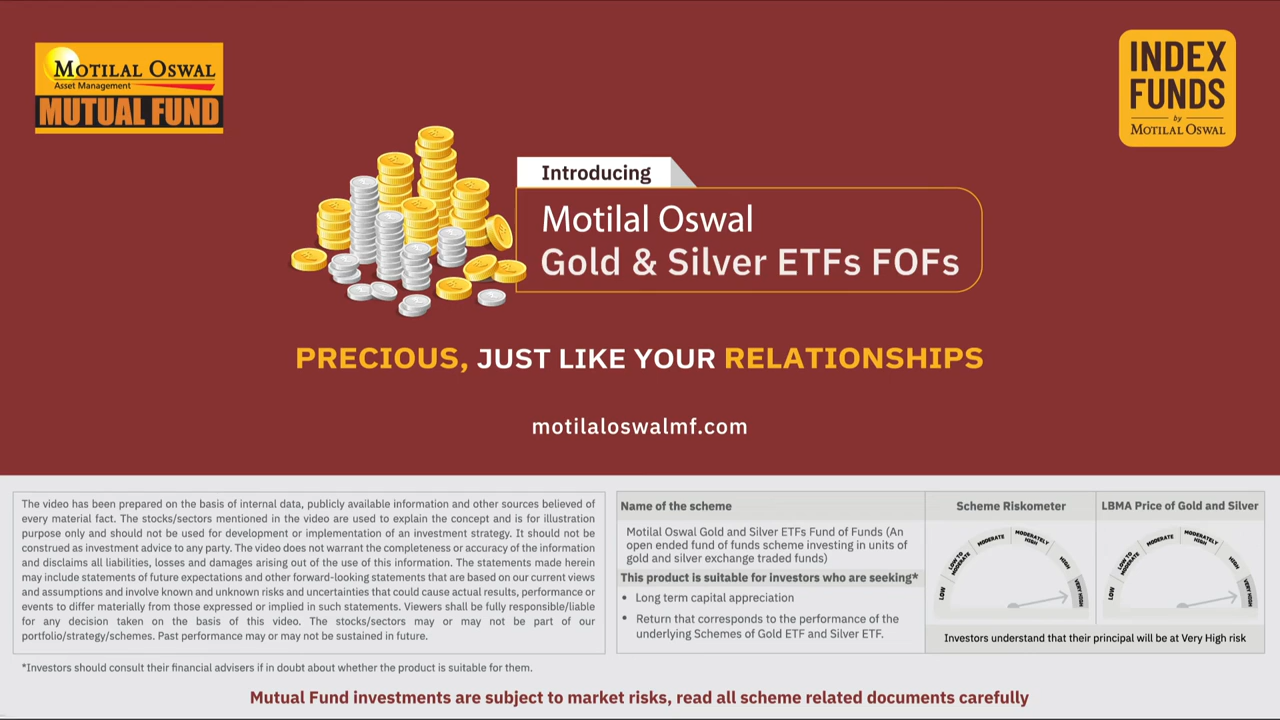 MOTILAL OSWAL
Asset Management
MUTUAL FUND
INDEX
FUNDS
by
MOTILAL OSWAL
Introducing
Motilal Oswal
Gold & Silver ETFs FOFs
PRECIOUS, JUST LIKE YOUR RELATIONSHIPS
motilaloswalmf.com
The video has been prepared on the basis of internal data, publicly available information and other sources believed of
every material fact. The stocks/sectors mentioned in the video are used to explain the concept and is for illustration
purpose only and should not be used for development or implementation of an investment strategy. It should not be
construed as investment advice to any party. The video does not warrant the completeness or accuracy of the information
and disclaims all liabilities, losses and damages arising out of the use of this information. The statements made herein
may include statements of future expectations and other forward-looking statements that are based on our current views
and assumptions and involve known and unknown risks and uncertainties that could cause actual results, performance or
events to differ materially from those expressed or implied in such statements. Viewers shall be fully responsible/liable
for any decision taken on the basis of this video. The stocks/sectors may or may not be part of our
portfolio/strategy/schemes. Past performance may or may not be sustained in future.
Name of the scheme
Motilal Oswal Gold and Silver ETFs Fund of Funds (An
open ended fund of funds scheme investing in units of
gold and silver exchange traded funds)
This product is suitable for investors who are seeking*
• Long term capital appreciation
• Return that corresponds to the performance of the
underlying Schemes of Gold ETF and Silver ETF.
Scheme Riskometer
LOW
LOW TO
MODERATE
MODERATE
MODERATELY
HIGH
HIGH
VERY HIGH
LBMA Price of Gold and Silver
LOW
LOW TO
MODERATE
MODERATE
MODERATELY
HIGH
HIGH
VERY HIGH
Investors understand that their principal will be at Very High risk
*Investors should consult their financial advisers if in doubt about whether the product is suitable for them.
Mutual Fund investments are subject to market risks, read all scheme related documents carefully